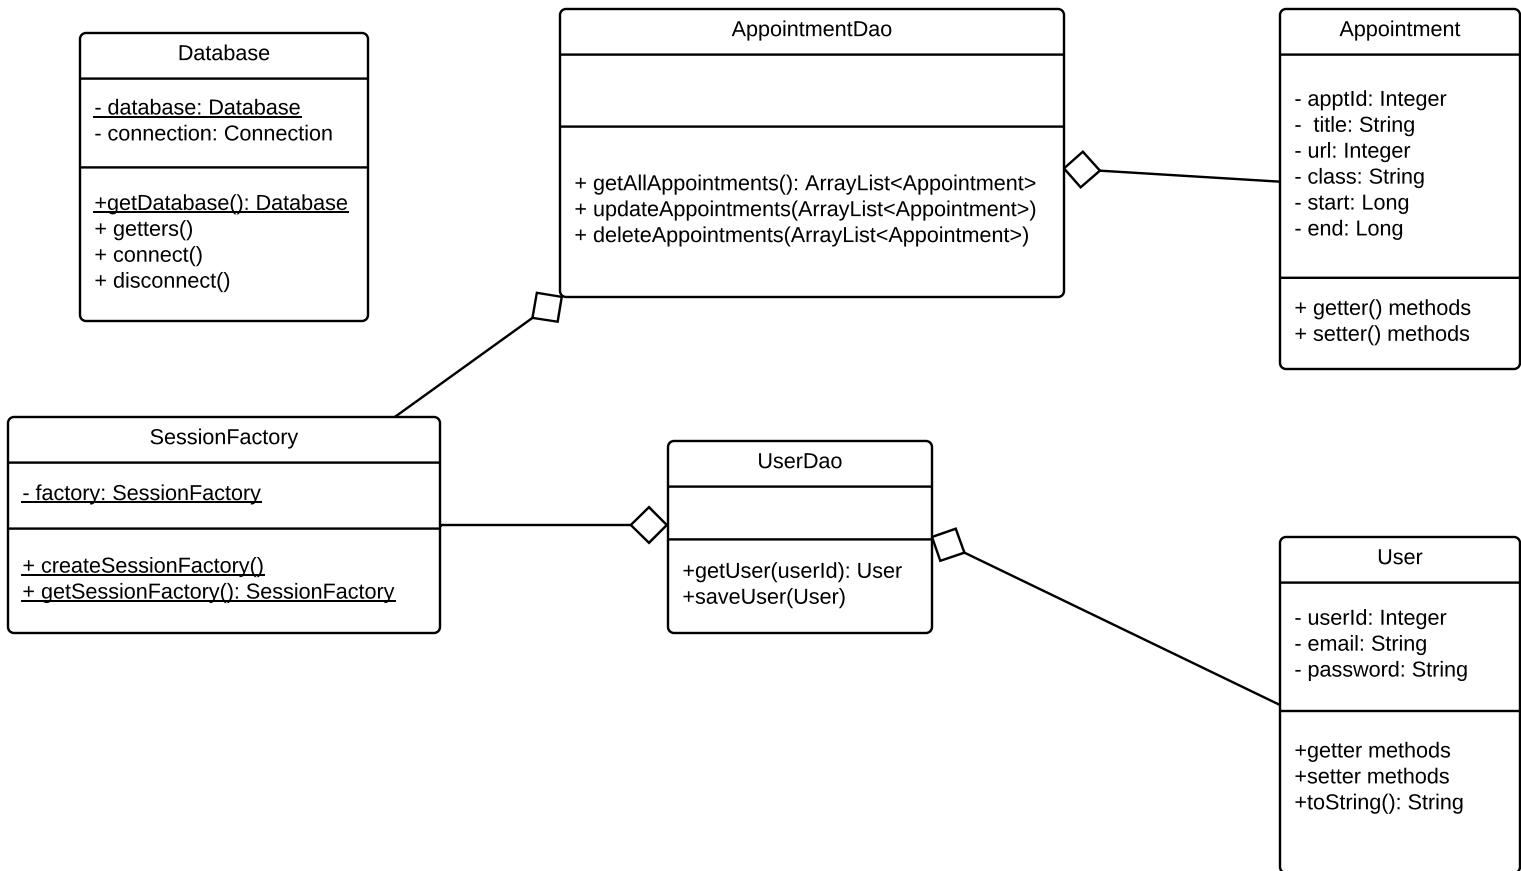 Database
- database: Database
- connection: Connection
+getDatabase(): Database
+ getters()
+ connect()
+ disconnect()
AppointmentDao
+ getAllAppointments(): ArrayList<Appointment>
+ updateAppointments(ArrayList<Appointment>)
+ deleteAppointments(ArrayList<Appointment>)
Appointment
- apptId: Integer
-  title: String
- url: Integer
- class: String
- start: Long
- end: Long
+ getter() methods
+ setter() methods
SessionFactory
- factory: SessionFactory
+ createSessionFactory()
+ getSessionFactory(): SessionFactory
UserDao
+getUser(userId): User
+saveUser(User)
User
- userId: Integer
- email: String
- password: String
+getter methods
+setter methods
+toString(): String